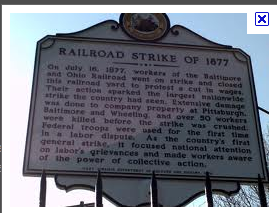 RAILROAD STRIKE OF 1877
On July 16, 1877, workers of the Baltimore
and Ohio Railroad went on strike and closed
this railroad yard to protest a cut in wages.
Their action sparked the largest nationwide
strike the country had seen. Extensive damage
was done to company property at Pittsburgh,
Baltimore and Wheeling, and over 50 workers
were killed before the strike was crushed.
Federal troops were used for the first time
in a labor dispute. As the country's first
general strike, it focused national attention
on labor's grievances and made workers aware
of the power of collective action.